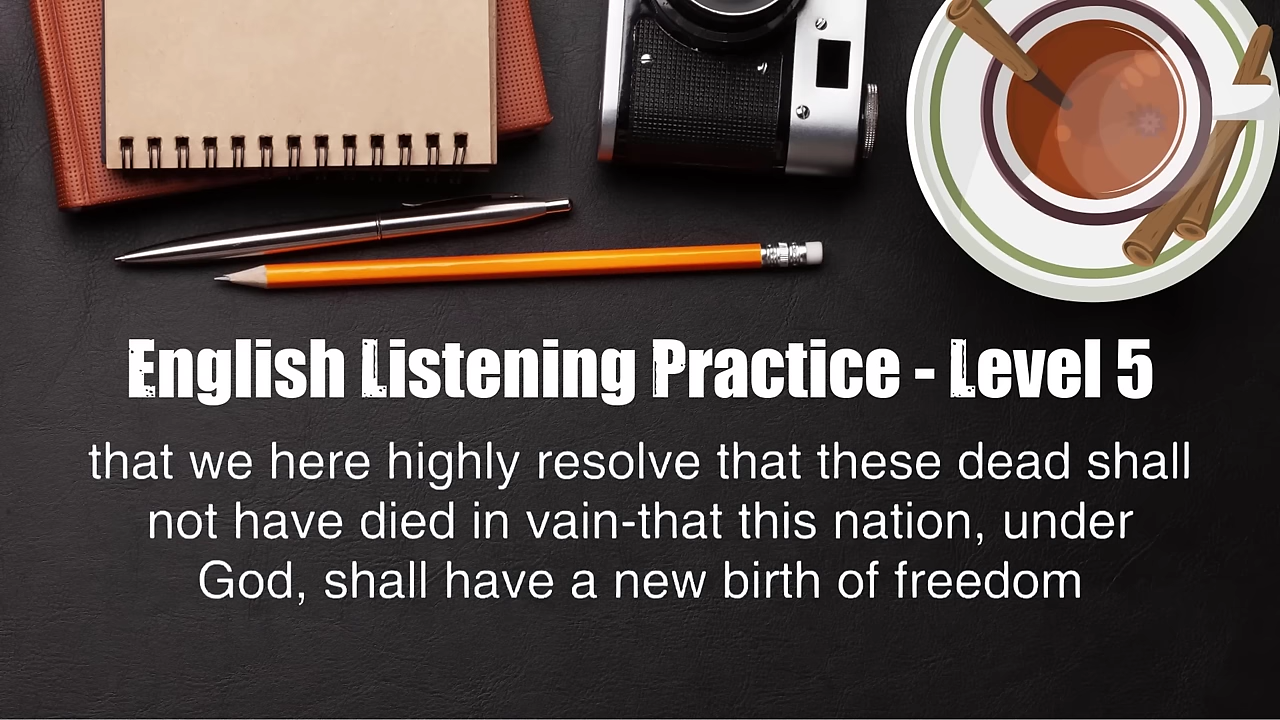 English Listening Practice - Level 5
that we here highly resolve that these dead shall
not have died in vain-that this nation, under
God, shall have a new birth of freedom